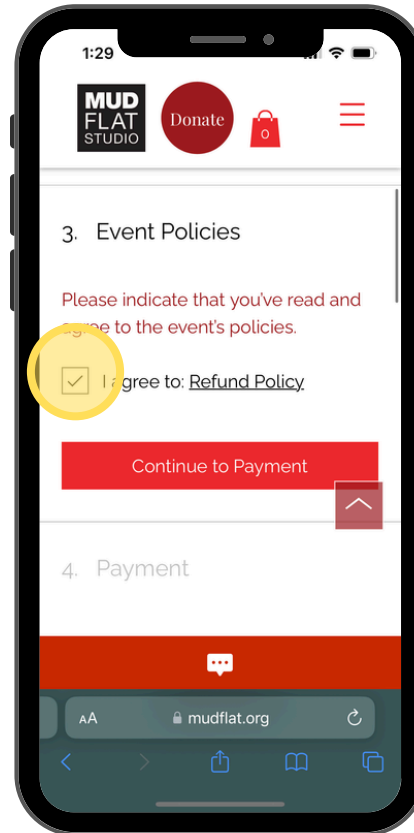 1:29
MUD
FLAT
STUDIO
Donate
0
3. Event Policies
Please indicate that you've read and
agree to the event's policies.
I agree to: Refund Policy
Continue to Payment
4. Payment
AA
mudflat.org